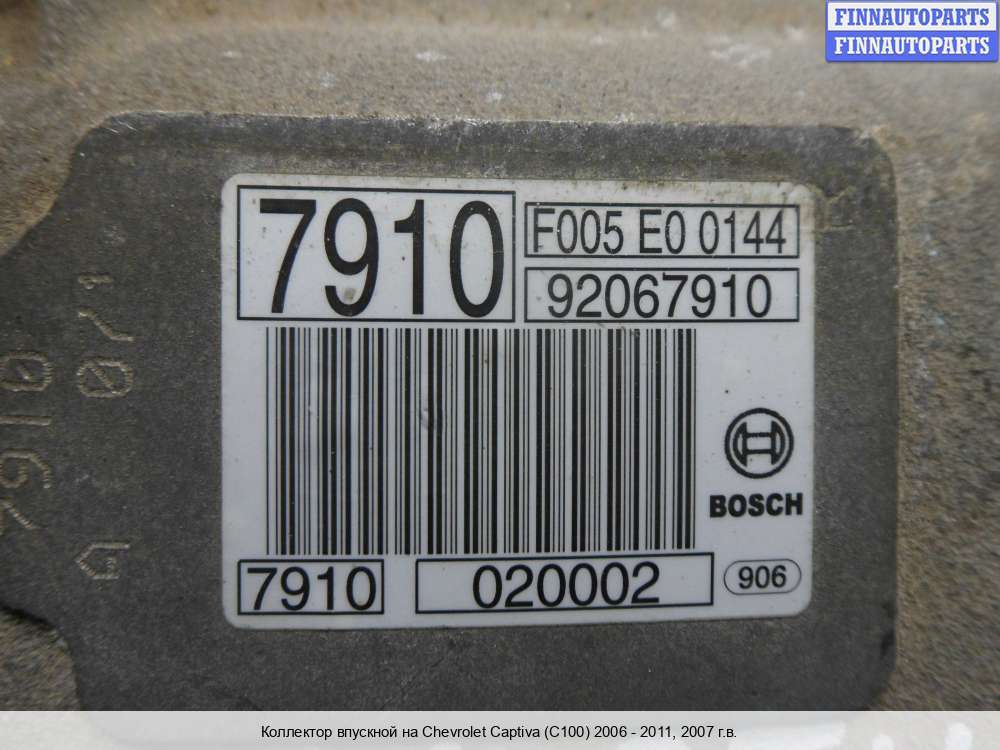 FINNAUTOPARTS
FINNAUTOPARTS
7910
F005 E0 0144
92067910
BOSCH
7910
020002
906
7910
Коллектор впускной на Chevrolet Captiva (C100) 2006 - 2011, 2007 г.в.